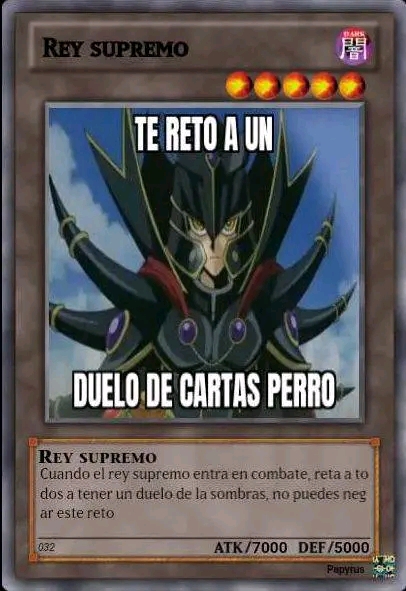 REY SUPREMO
DARK
闇
TE RETO A UN
DUELO DE CARTAS PERRO
REY SUPREMO
Cuando el rey supremo entra en combate, reta a to
dos a tener un duelo de la sombras, no puedes neg
ar este reto
032
ATK/7000 DEF/5000
Papyrus